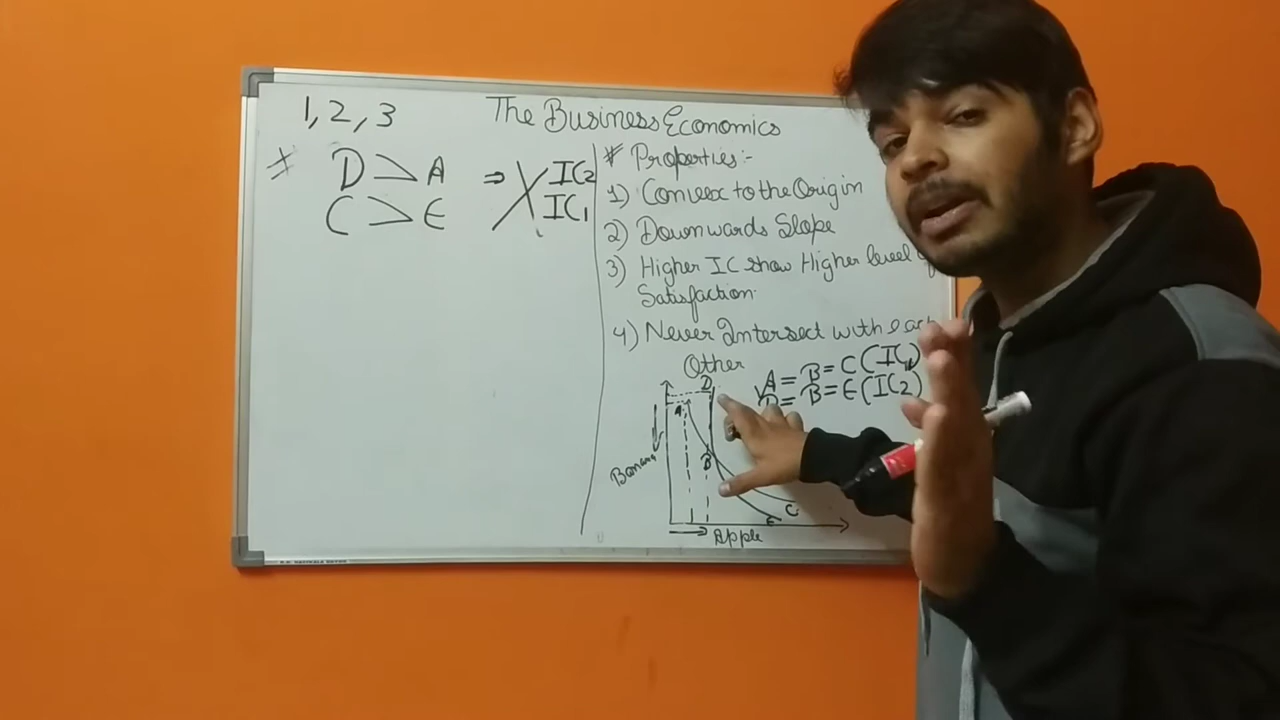 1, 2, 3
The Business Economics
D > A ⇒ IC2
C > E IC1
# Properties:-
1) Convex to the Origin
2) Downwards Slope
3) Higher IC show Higher level
Satisfaction.
4) Never Intersect with each
Other
A = B = C (IC1)
D = B = E (IC2)
D
A
Banana
B
C
E
Apple